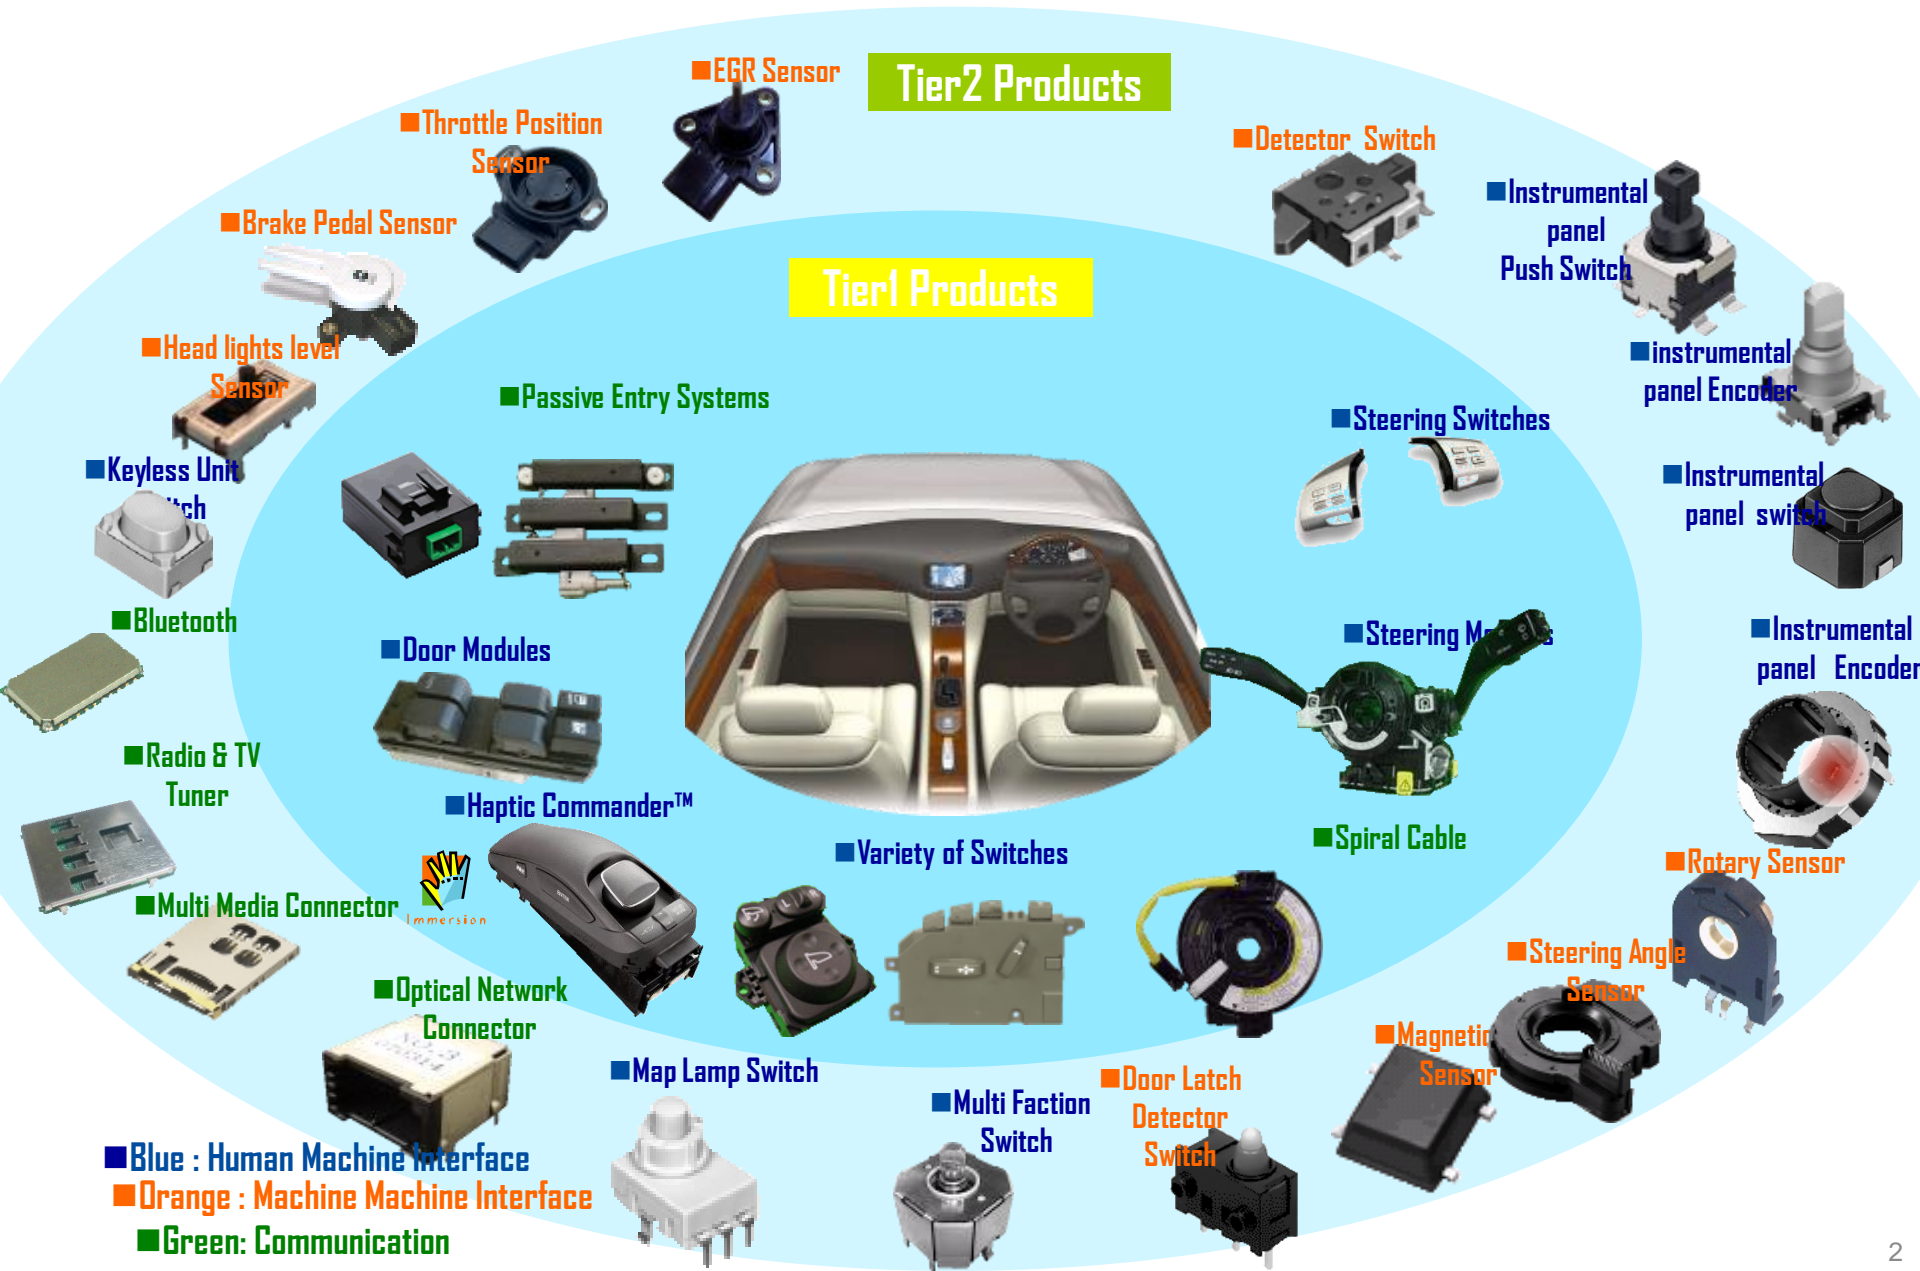 ■EGR Sensor
Tier2 Products
■Throttle Position
Sensor
■Detector Switch
■Instrumental
panel
Push Switch
■Brake Pedal Sensor
Tier1 Products
■Head lights level
Sensor
■instrumental
panel Encoder
■Passive Entry Systems
■Steering Switches
■Keyless Unit
■Instrumental
panel switch
■Bluetooth
■Door Modules
■Steering
■Instrumental
panel Encoder
■Radio & TV
Tuner
■Haptic Commander™
■Variety of Switches
■Spiral Cable
■Rotary Sensor
■Multi Media Connector
Immersion
■Steering Angle
Sensor
■Optical Network
Connector
■Magnetic
Sensor
■Map Lamp Switch
■Multi Faction
Switch
■Door Latch
Detector
Switch
■Blue : Human Machine Interface
■Orange : Machine Machine Interface
■Green: Communication
2